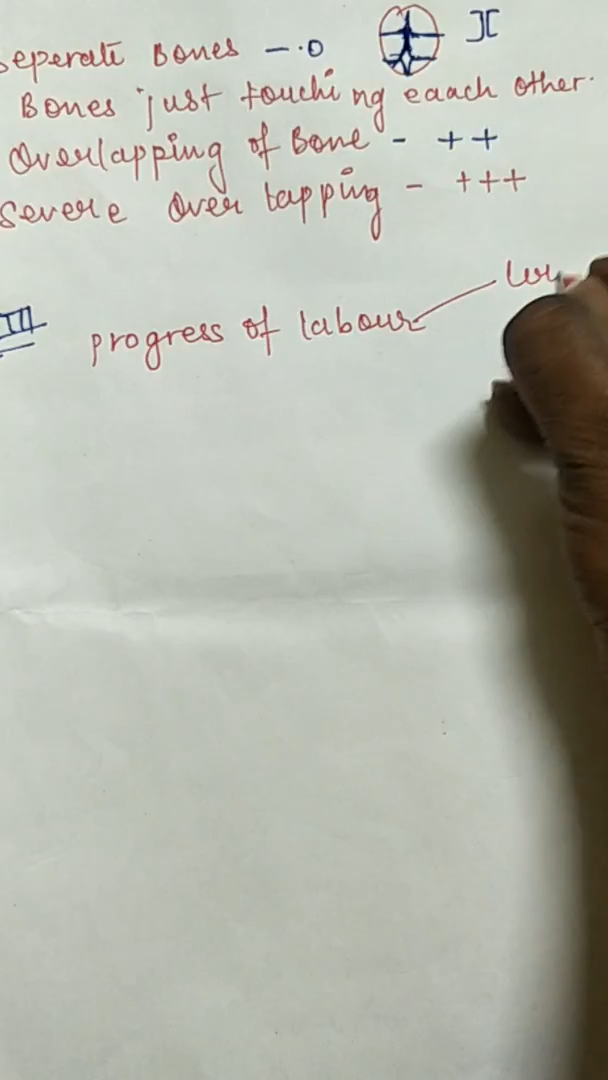 seperate Bones - . 0 ][
Bones just touching eaach other.
Overlapping of Bone - ++
Severe Over lapping - +++
III progress of labour